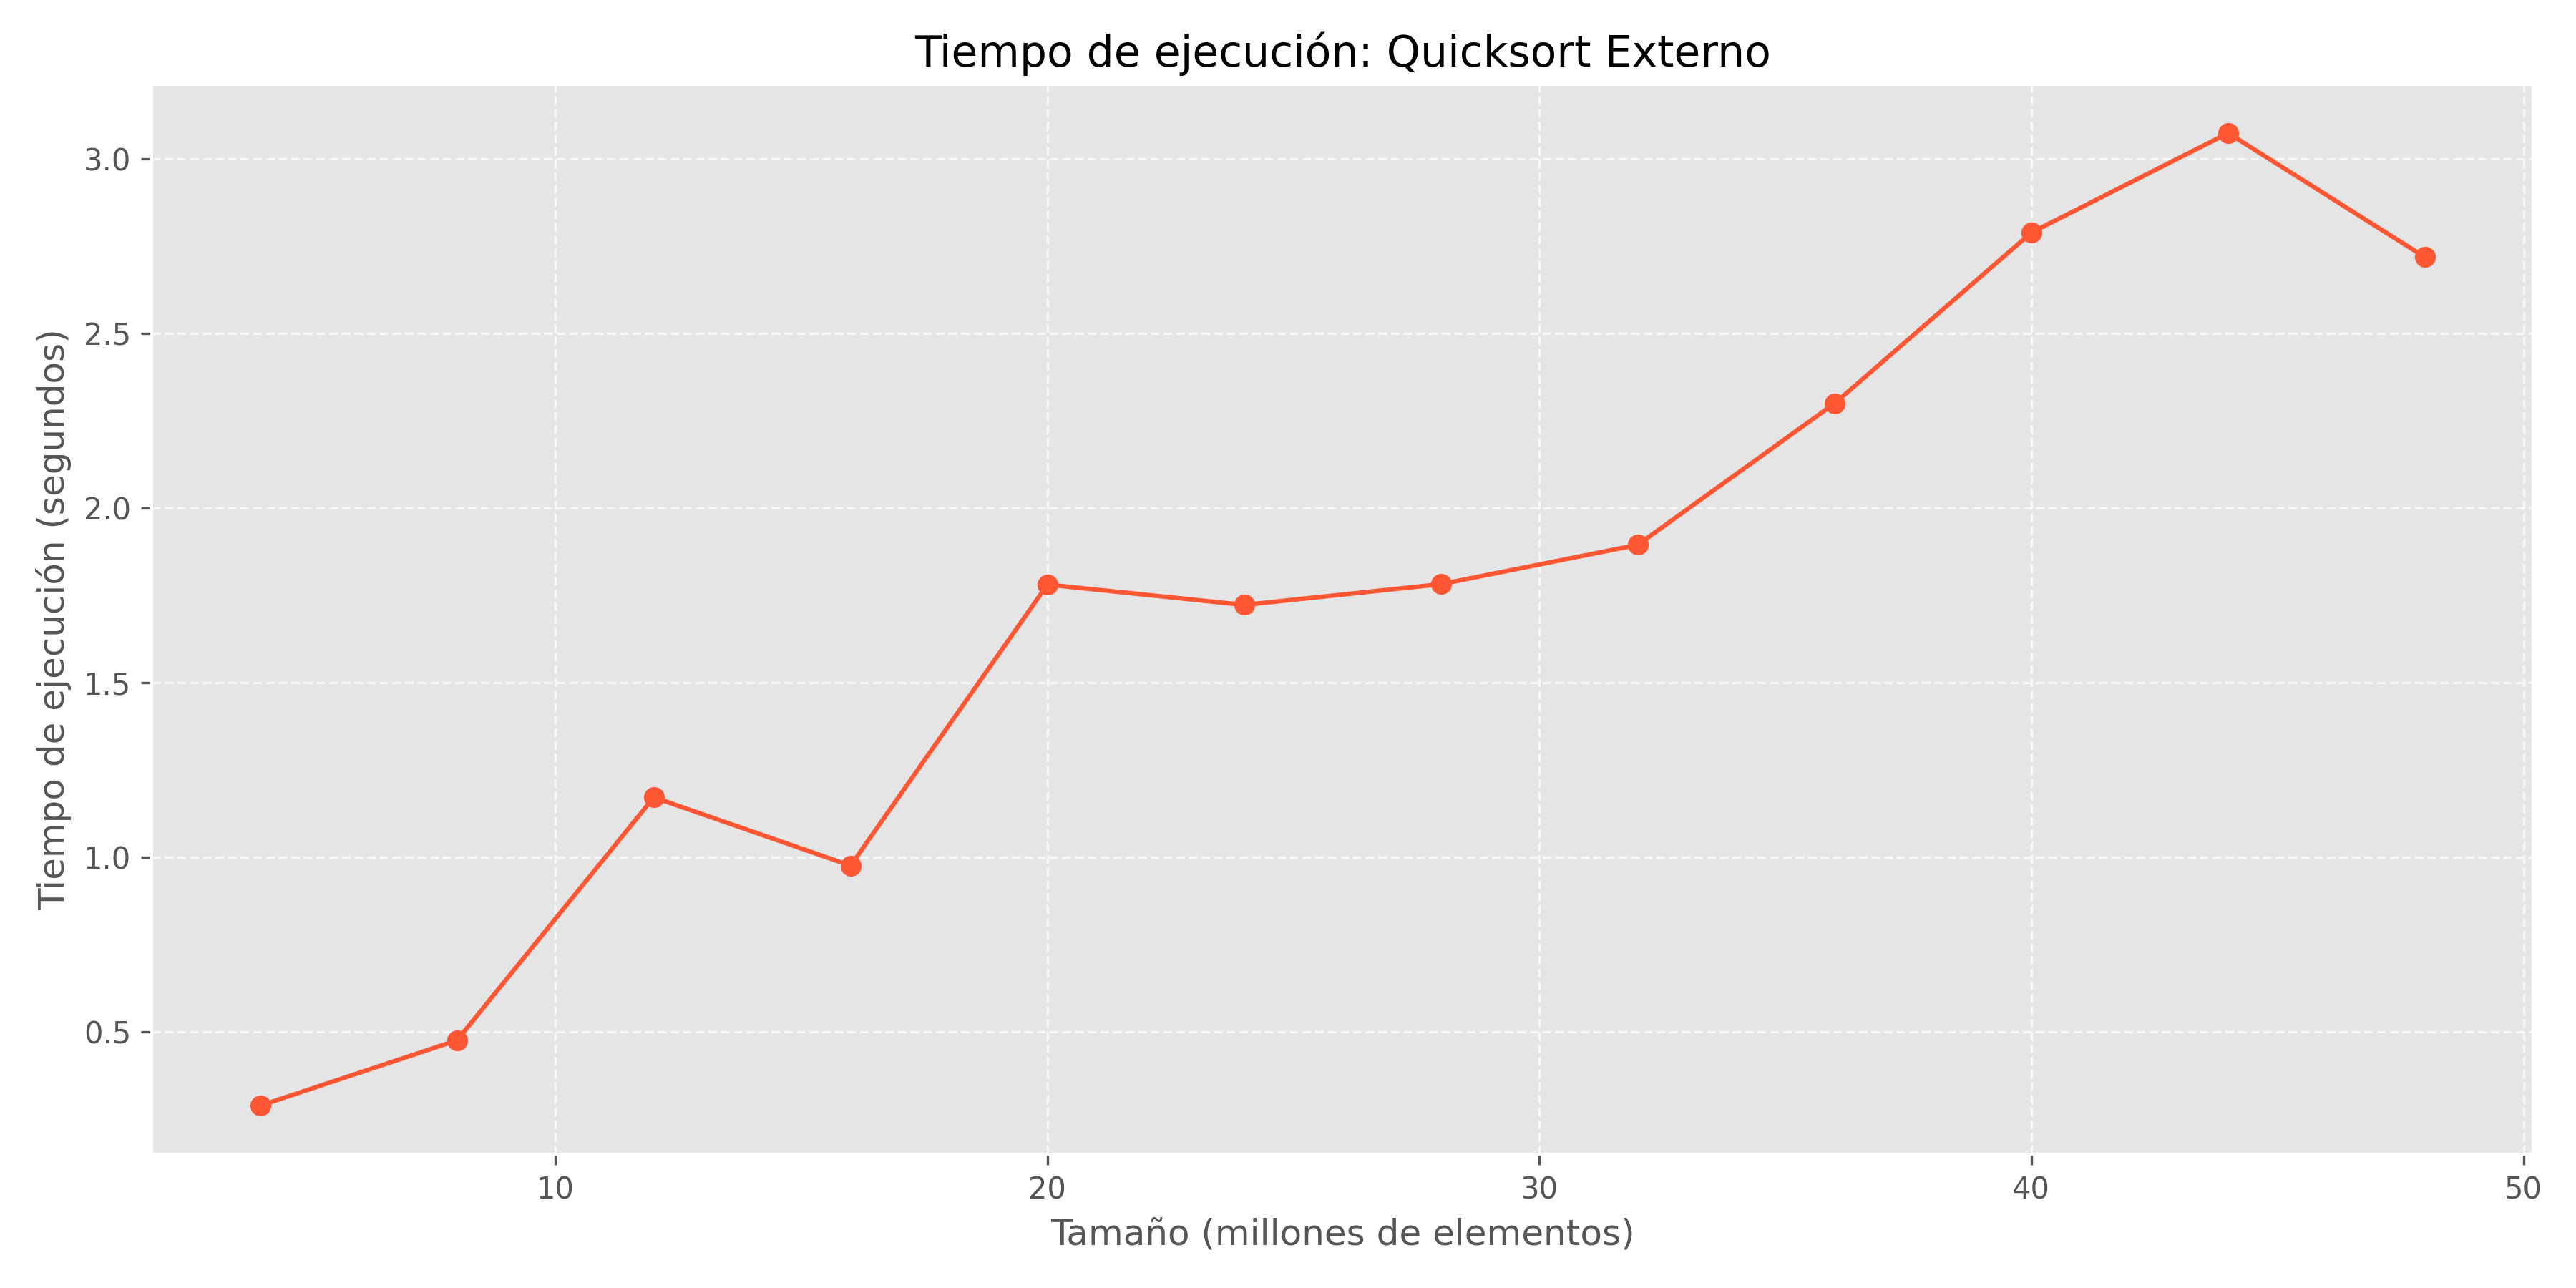 Tiempo de ejecución: Quicksort Externo
Tiempo de ejecución (segundos)
3.0
2.5
2.0
1.5
1.0
0.5
10 20 30 40 50
Tamaño (millones de elementos)